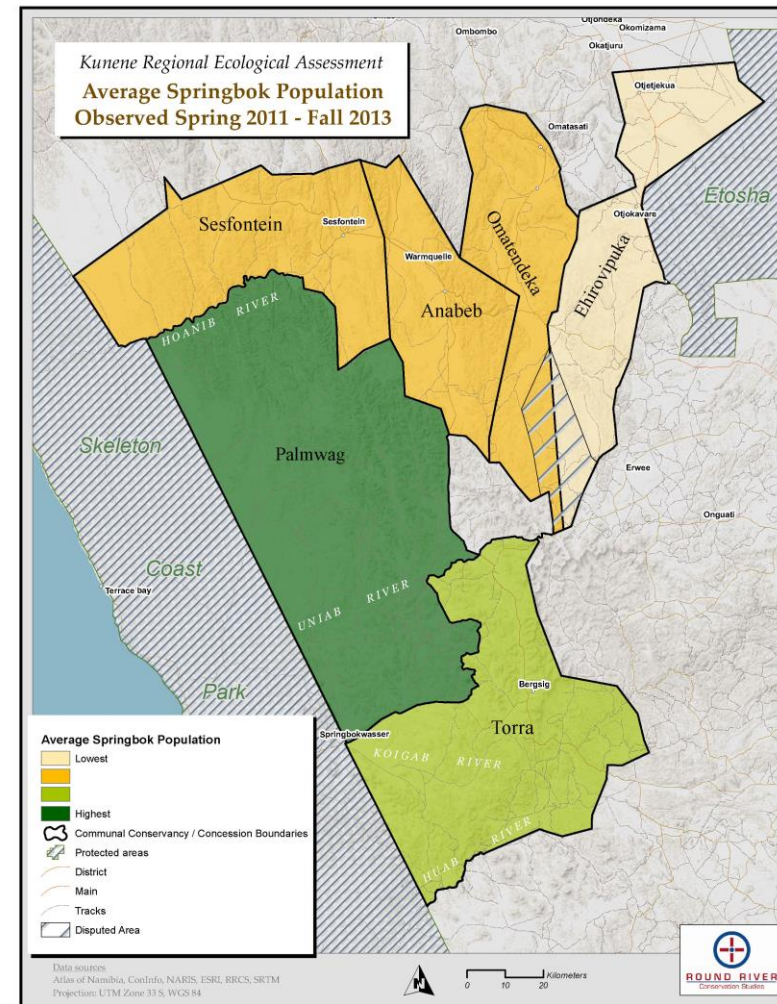 Kunene Regional Ecological Assessment
Average Springbok Population
Observed Spring 2011 - Fall 2013
Otjondeka
Okomizama
Ombombo
Okatjuru
Otjetjekua
Omatasati
Etosha
Otjokavare
Sesfontein
Sesfontein
Omatendeka
Ehirovipuka
Warmquelle
Anabeb
HOANIB RIVER
Palmwag
Skeleton
Erwee
Onguati
Coast
Terrace bay
UNIAB RIVER
Park
Bergsig
Torra
Springbokwasser
KOIGAB RIVER
HUAB RIVER
Average Springbok Population
Lowest
Highest
Communal Conservancy / Concession Boundaries
Protected areas
District
Main
Tracks
Disputed Area
Data sources
Atlas of Namibia, ConInfo, NARIS, ESRI, RRCS, SRTM
Projection: UTM Zone 33 S, WGS 84
N
Kilometers
0 10 20
ROUND RIVER
Conservation Studies